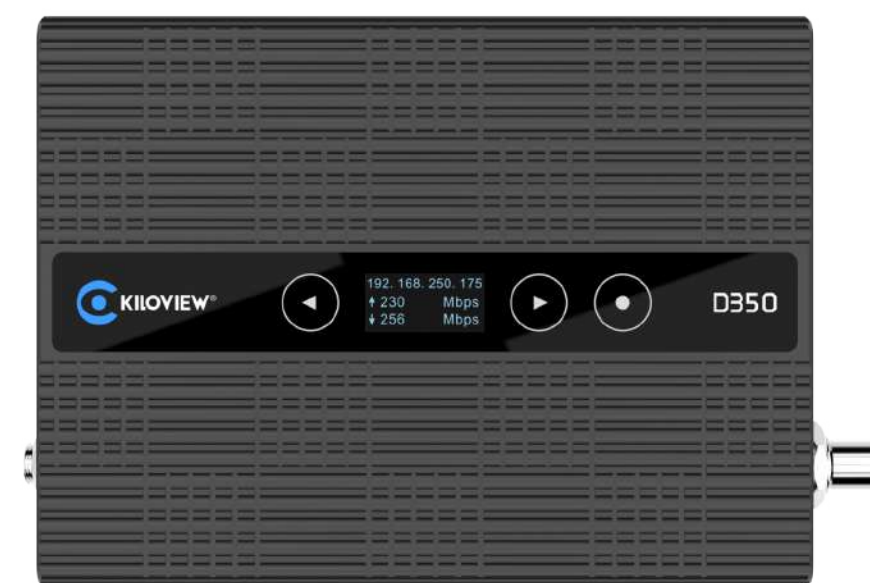 KILOVIEW®
192. 168. 250. 175
↑ 230 Mbps
↓ 256 Mbps
D350